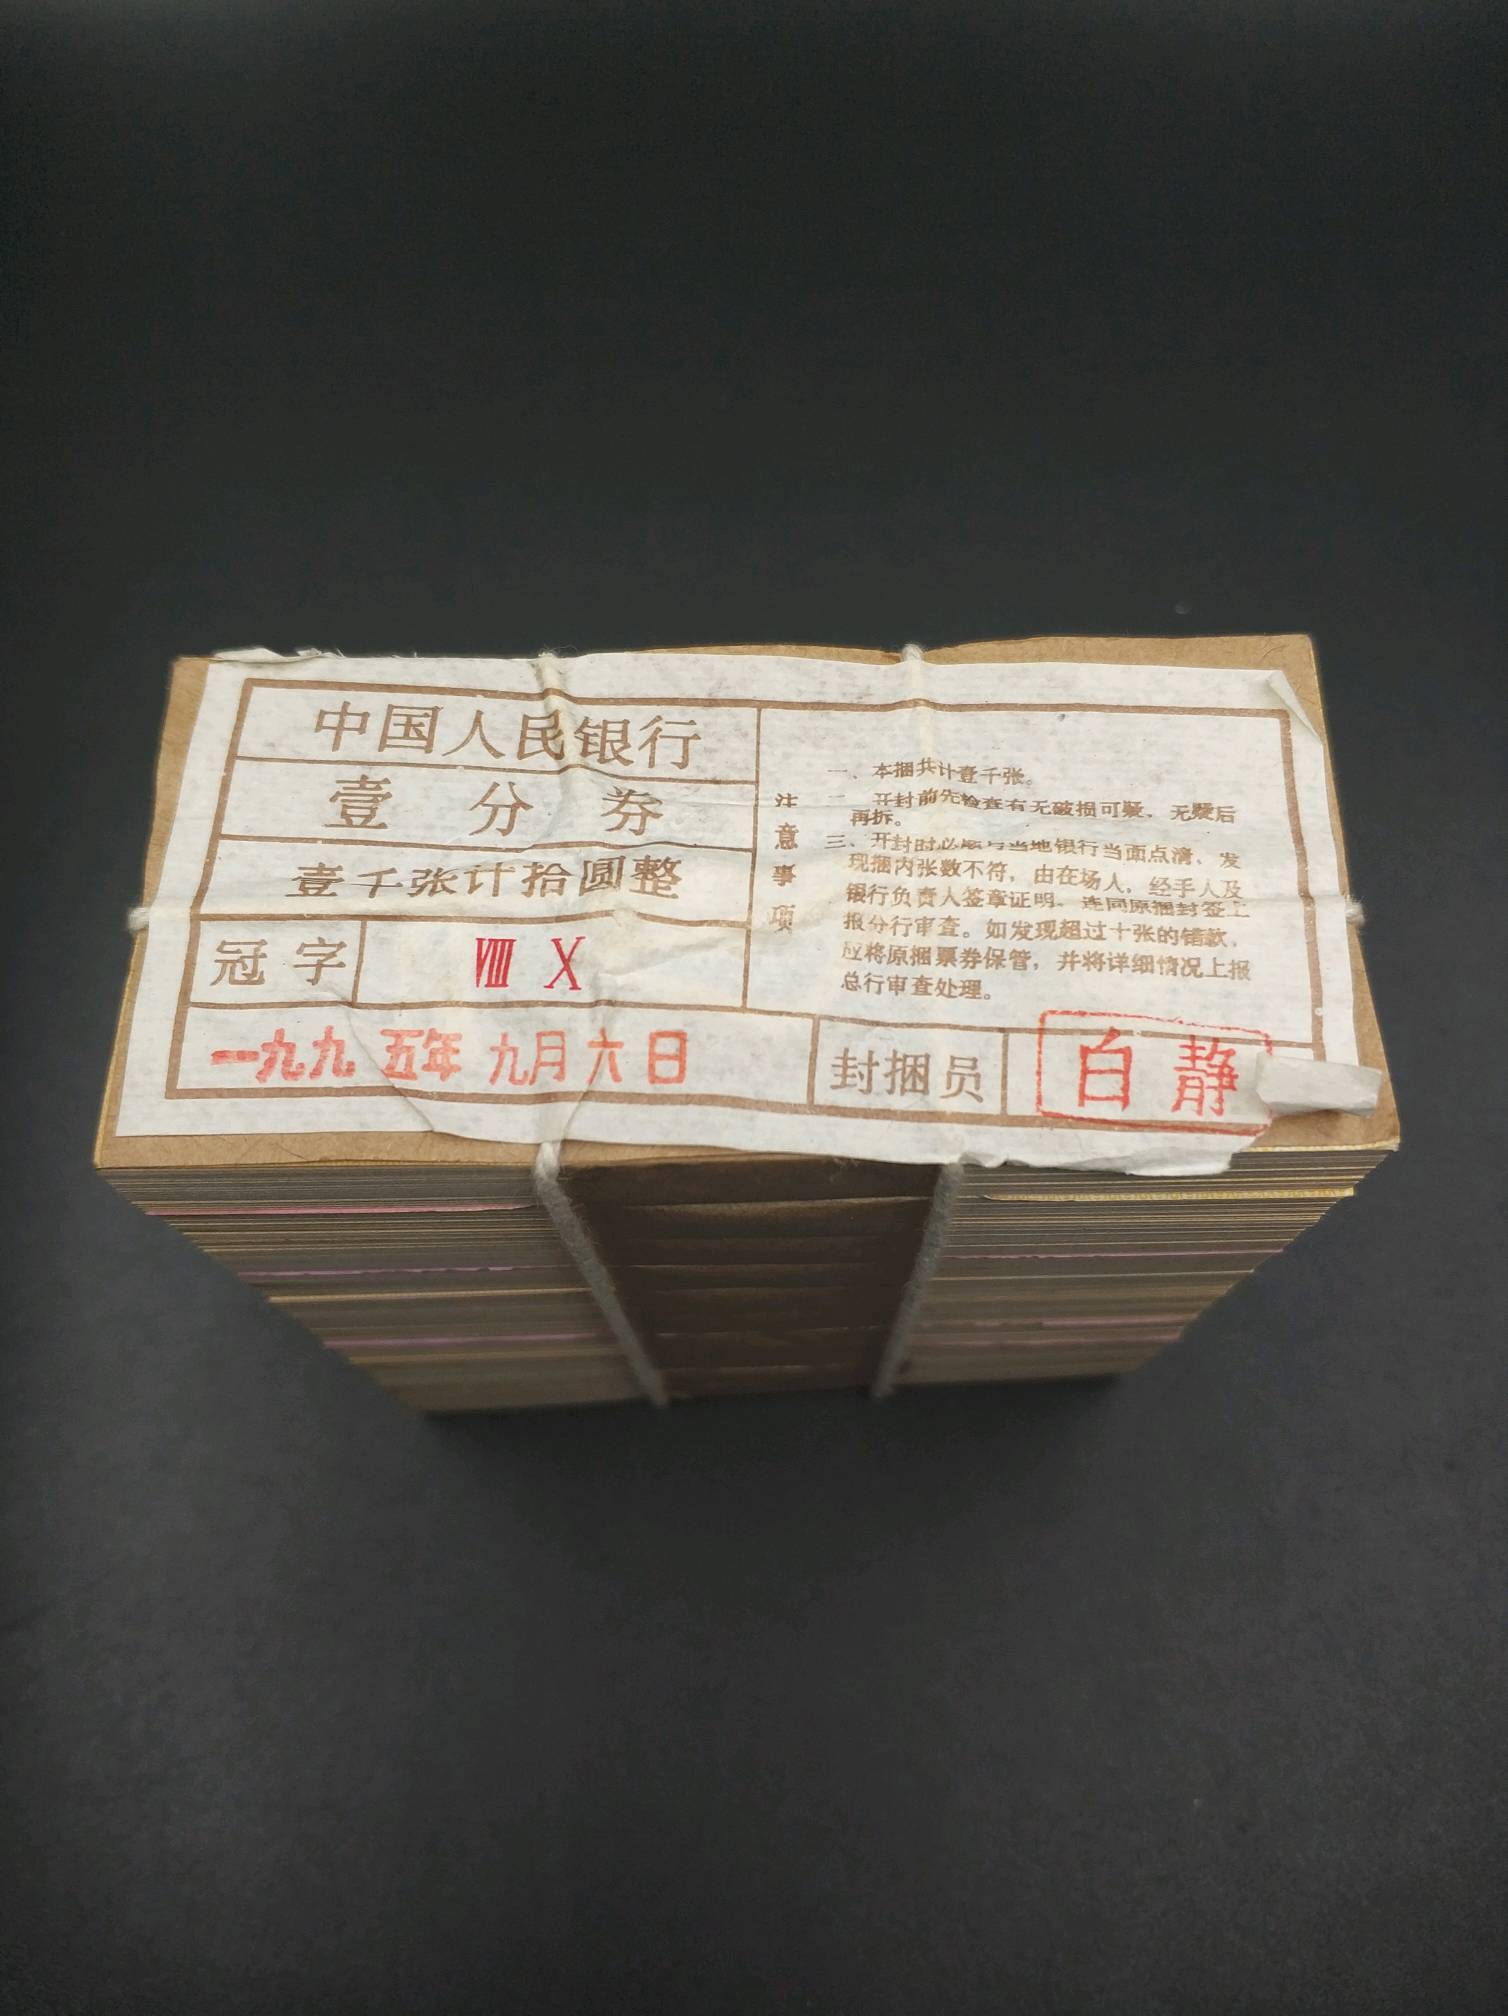 中国人民银行
壹分券
壹千张计拾圆整
冠字
Ⅷ Ⅹ
注意事项
一、本捆共计壹千张。
二、开封前先检查有无破损可疑，无疑后
再拆。
三、开封时必须与当地银行当面点清、发
现捆内张数不符，由在场人，经手人及
银行负责人签章证明。连同原捆封签上
报分行审查。如发现超过十张的错款，
应将原捆票券保管，并将详细情况上报
总行审查处理。
一九九五年九月六日
封捆员
白静